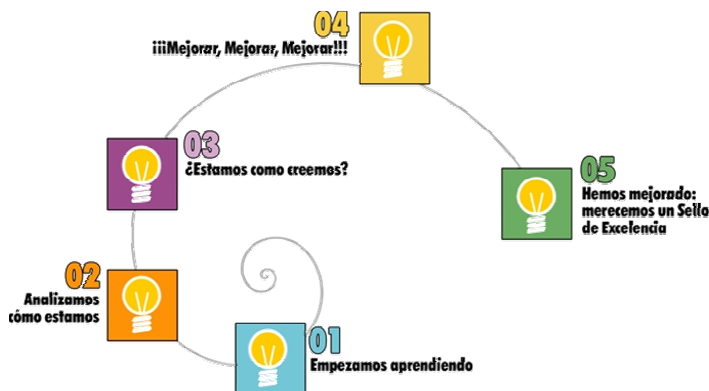 04
¡¡¡Mejorar, Mejorar, Mejorar!!!
03
¿Estamos como creemos?
05
Hemos mejorado:
merecemos un Sello
de Excelencia
02
Analizamos
cómo estamos
01
Empezamos aprendiendo